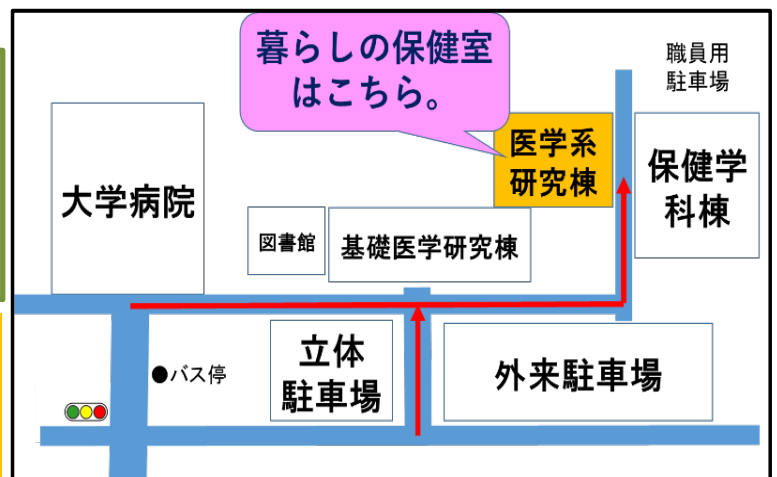 暮らしの保健室
はこちら。
職員用
駐車場
大学病院
医学系
研究棟
保健学
科棟
図書館
基礎医学研究棟
立体
駐車場
外来駐車場
●バス停